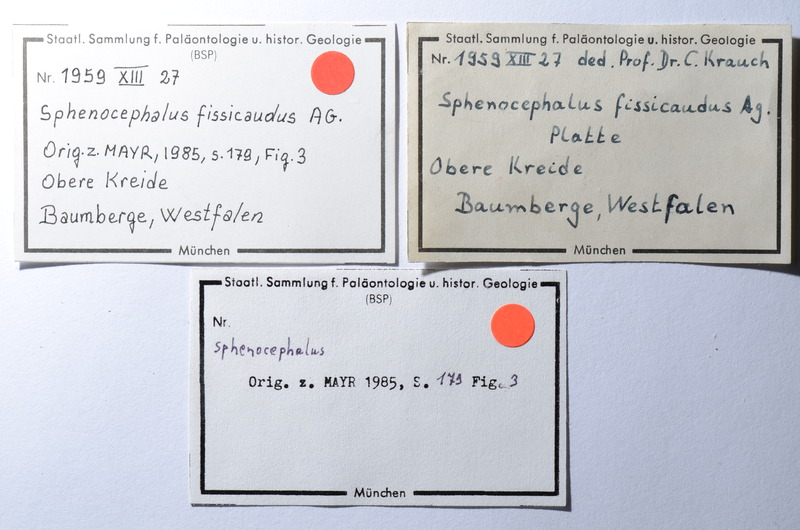 Staatl. Sammlung f. Paläontologie u. histor. Geologie
(BSP)
Nr. 1959 XIII 27
Sphenocephalus fissicaudus AG.
Orig. z. MAYR, 1985, s. 179, Fig. 3
Obere Kreide
Baumberge, Westfalen
München
Staatl. Sammlung f. Paläontologie u. histor. Geologie
Nr. 1959 XIII 27 ded. Prof. Dr. C. Krauch
Sphenocephalus fissicaudus Ag.
Platte
Obere Kreide
Baumberge, Westfalen
München
Staatl. Sammlung f. Paläontologie u. histor. Geologie
(BSP)
Nr.
Sphenocephalus
Orig. z. MAYR 1985, S. 179 Fig. 3
München